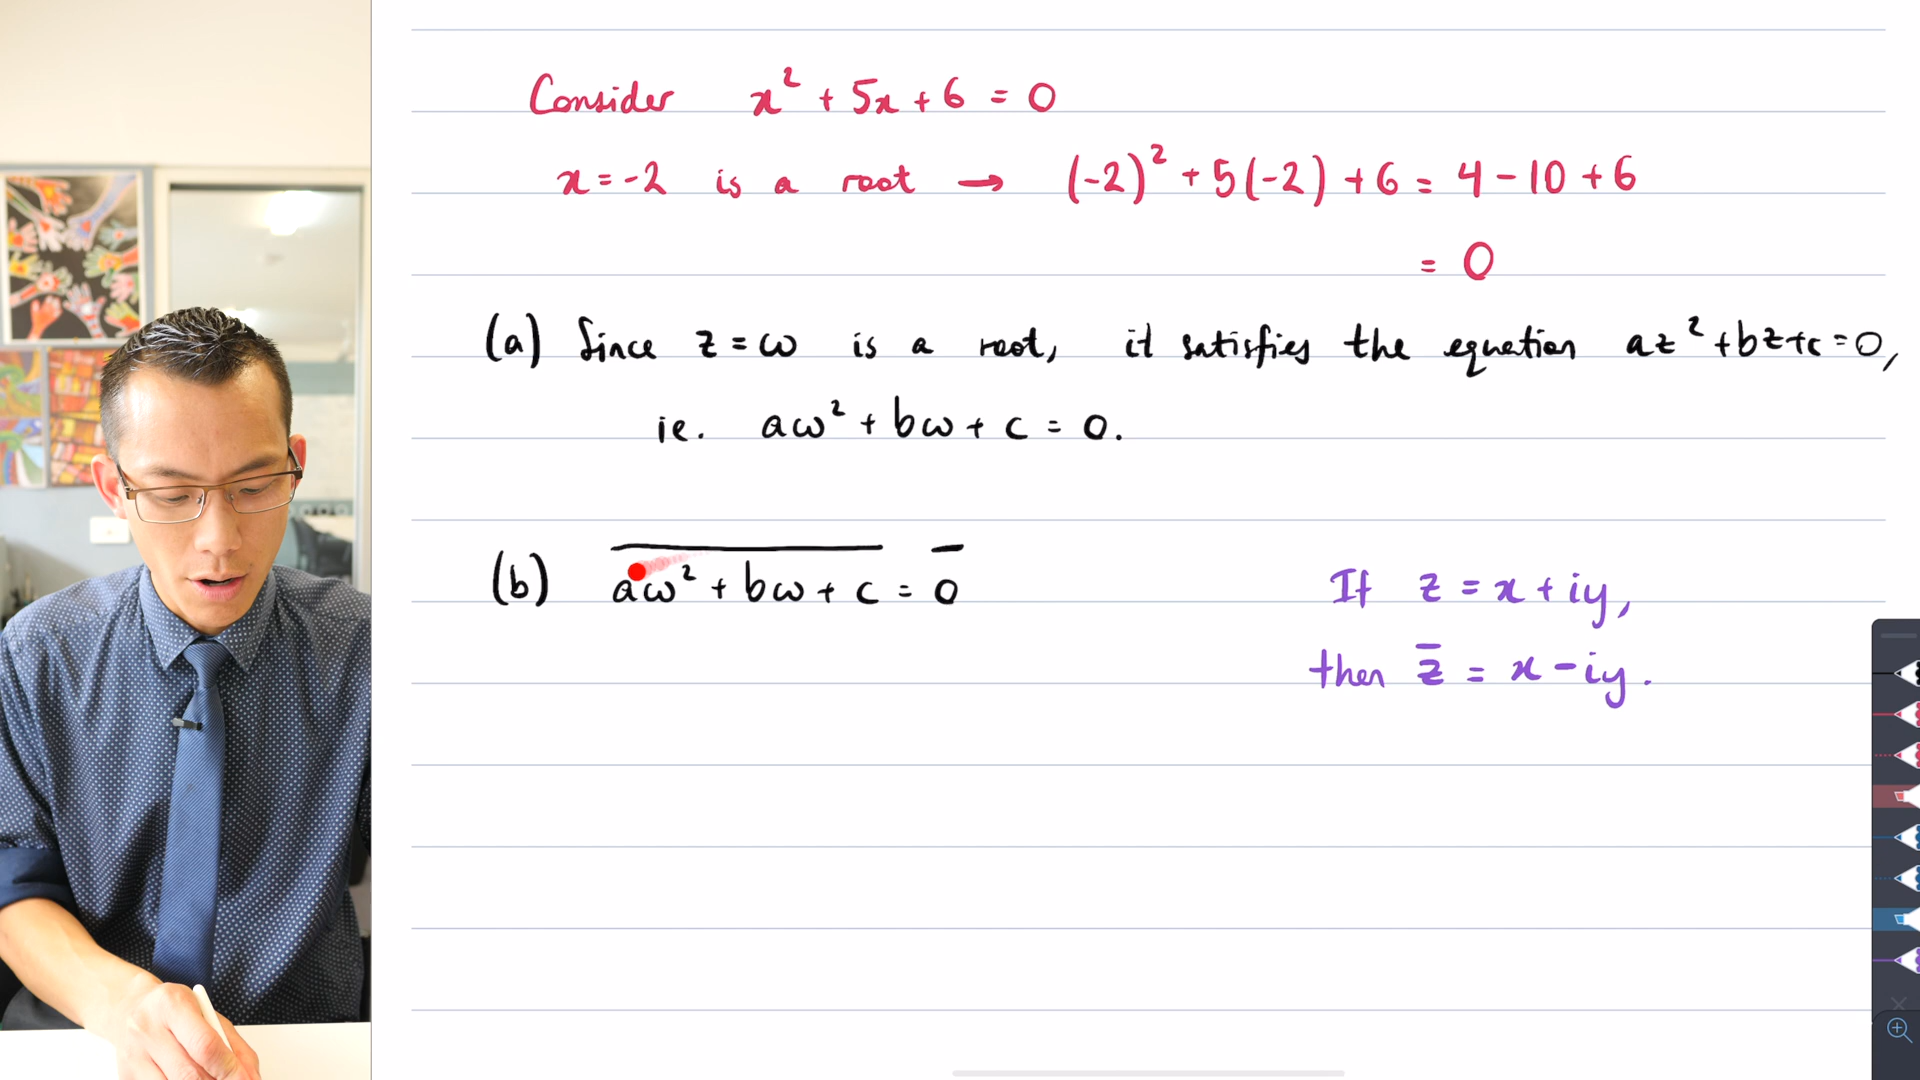 Consider x² + 5x + 6 = 0
x = -2 is a root → (-2)² + 5(-2) + 6 = 4 - 10 + 6
= 0
(a) Since z = ω is a root, it satisfies the equation az² + bz + c = 0,
ie. aω² + bω + c = 0.
(b) \overline{aω² + bω + c} = \overline{0}
If z = x + iy,
then z̄ = x - iy.